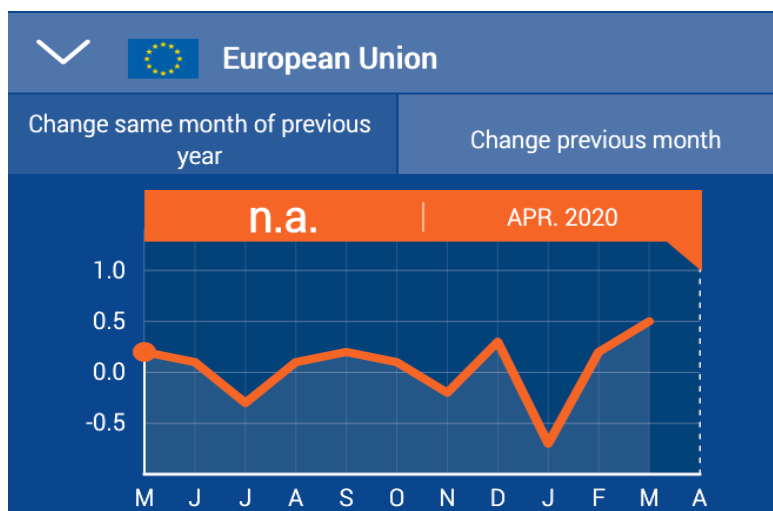 European Union
Change same month of previous
year
Change previous month
n.a.
APR. 2020
1.0
0.5
0.0
-0.5
M J J A S O N D J F M A